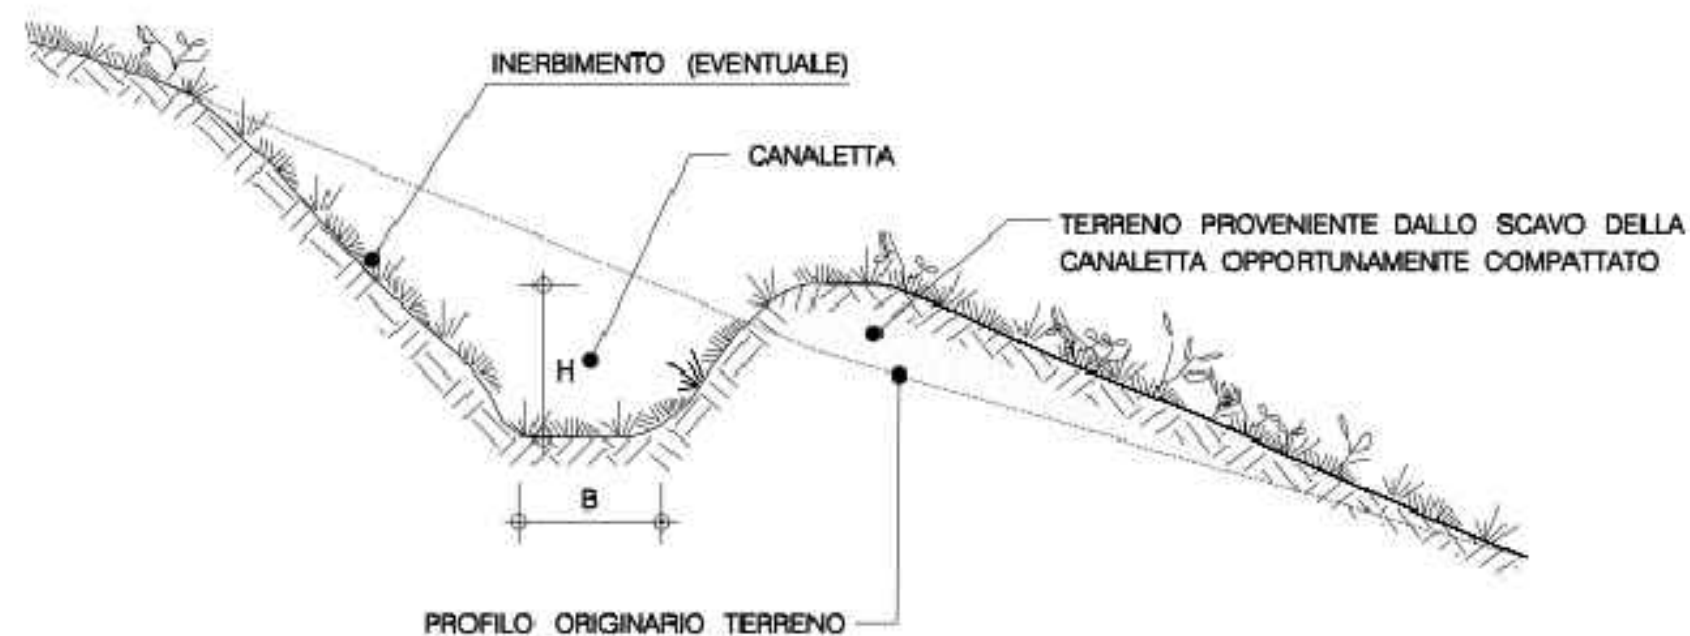 INERBIMENTO (EVENTUALE)
CANALETTA
TERRENO PROVENIENTE DALLO SCAVO DELLA
CANALETTA OPPORTUNAMENTE COMPATTATO
H
B
PROFILO ORIGINARIO TERRENO